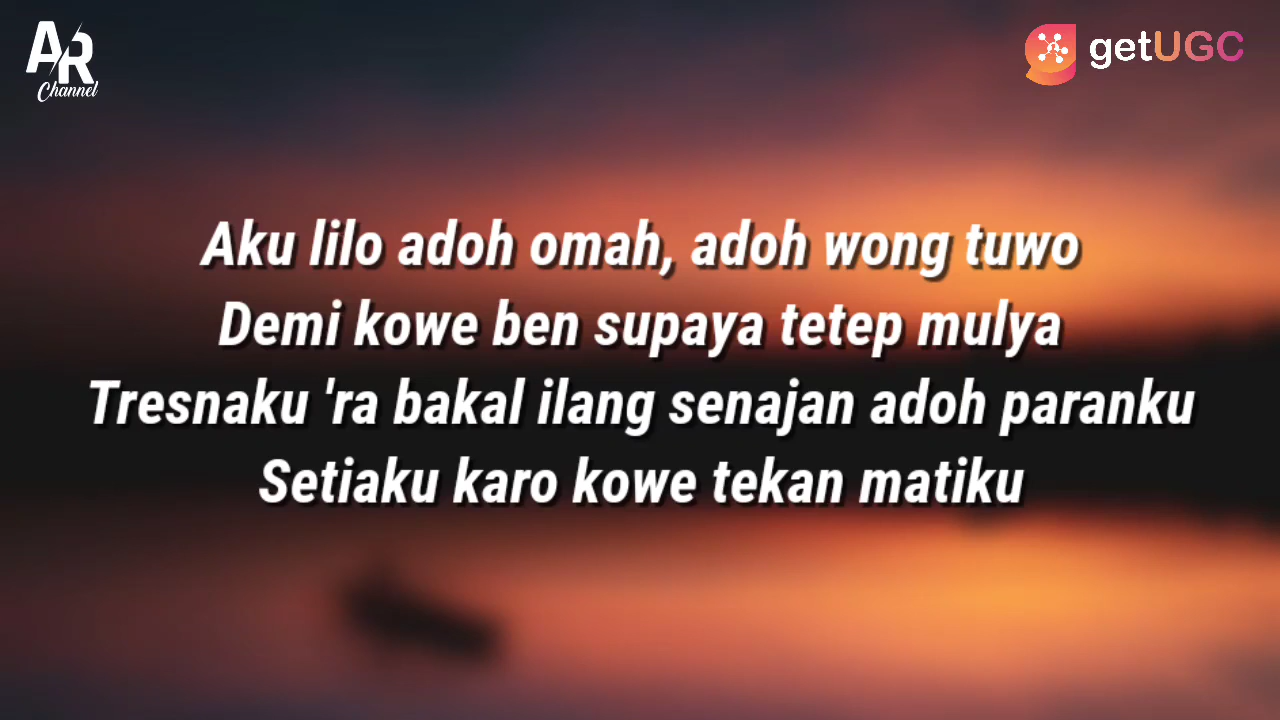 AR
Channel
getUGC
Aku lilo adoh omah, adoh wong tuwo
Demi kowe ben supaya tetep mulya
Tresnaku 'ra bakal ilang senajan adoh paranku
Setiaku karo kowe tekan matiku